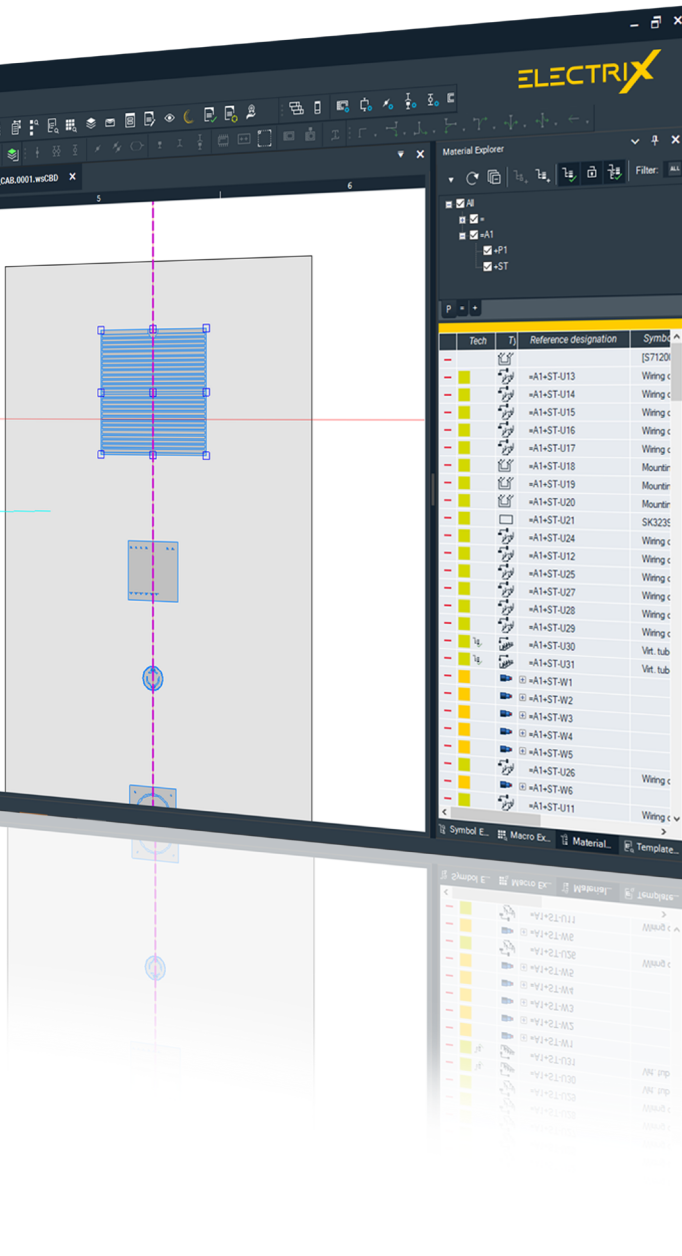 ELECTRIX
Material Explorer
CAB.0001.wsCBD
Filter: ALL
5
6
All
=
=A1
+P1
+ST
P = +
Tech Reference designation
=A1+ST-U13 Wiring
=A1+ST-U14 Wiring
=A1+ST-U15 Wiring
=A1+ST-U16 Wiring
=A1+ST-U17 Wiring
=A1+ST-U18
=A1+ST-U19
=A1+ST-U20
=A1+ST-U21
=A1+ST-U24 Wiring
=A1+ST-U12 Wiring
=A1+ST-U25 Wiring
=A1+ST-U27 Wiring
=A1+ST-U28 Wiring
=A1+ST-U29 Wiring
=A1+ST-U30 Virt. tub
=A1+ST-U31 Virt. tub
=A1+ST-W1
=A1+ST-W2
=A1+ST-W3
=A1+ST-W4
=A1+ST-W5
=A1+ST-U26 Wiring
=A1+ST-W6
=A1+ST-U11 Wiring
Symbol E... Macro Ex... Material... Template...